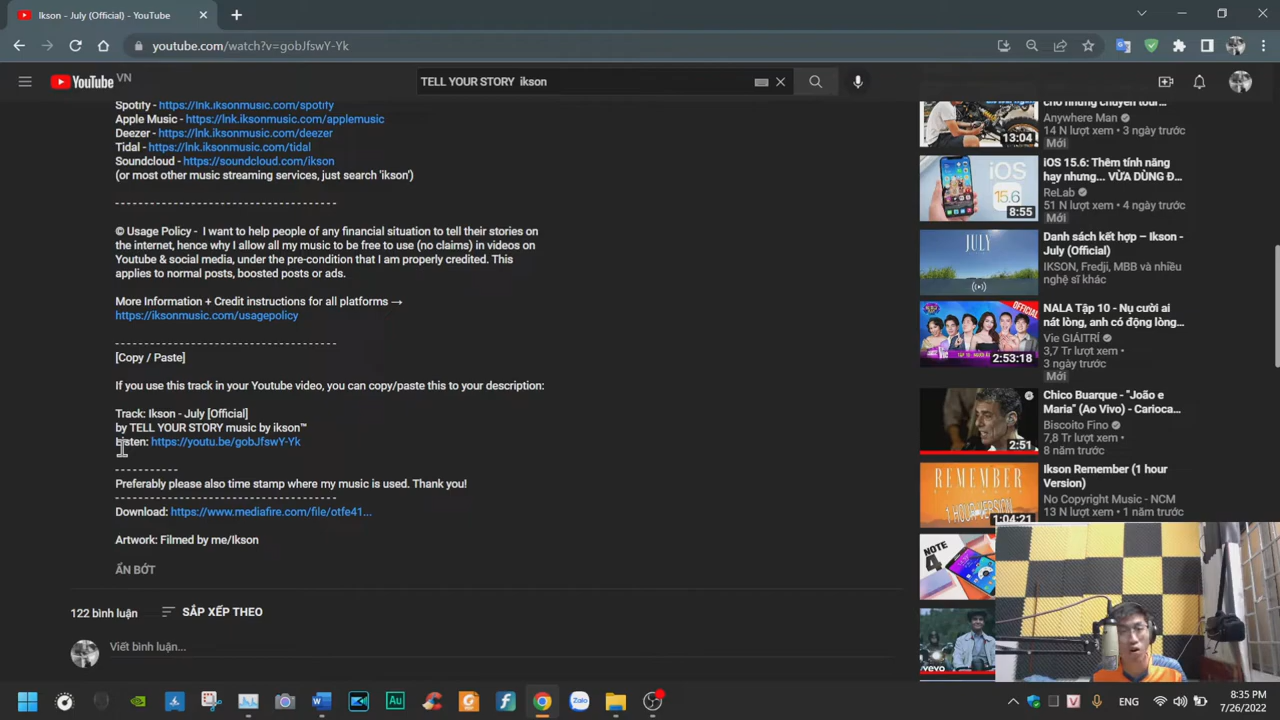 Ikson - July (Official) - YouTube
youtube.com/watch?v=gobJfswY-Yk
YouTube VN
TELL YOUR STORY ikson
Spotify - https://lnk.iksonmusic.com/spotify
Apple Music - https://lnk.iksonmusic.com/applemusic
Deezer - https://lnk.iksonmusic.com/deezer
Tidal - https://lnk.iksonmusic.com/tidal
Soundcloud - https://soundcloud.com/ikson
(or most other music streaming services, just search 'ikson')
- - - - - - - - - - - - - - - - - - - - - - - - - - - - - - - - - -
© Usage Policy - I want to help people of any financial situation to tell their stories on
the internet, hence why I allow all my music to be free to use (no claims) in videos on
Youtube & social media, under the pre-condition that I am properly credited. This
applies to normal posts, boosted posts or ads.
More Information + Credit instructions for all platforms →
https://iksonmusic.com/usagepolicy
- - - - - - - - - - - - - - - - - - - - - - - - - - - - - - - - - -
[Copy / Paste]
If you use this track in your Youtube video, you can copy/paste this to your description:
Track: Ikson - July [Official]
by TELL YOUR STORY music by ikson™
Listen: https://youtu.be/gobJfswY-Yk
- - - - - - - - - - -
Preferably please also time stamp where my music is used. Thank you!
- - - - - - - - - - - - - - - - - - - - - - - - - - - - - - - - - -
Download: https://www.mediafire.com/file/otfe41...
Artwork: Filmed by me/Ikson
ẨN BỚT
122 bình luận
SẮP XẾP THEO
Viết bình luận...
cho những chuyến tour...
Anywhere Man
14 N lượt xem • 3 ngày trước
Mới
13:04
iOS 15.6: Thêm tính năng
hay nhưng... VỪA DÙNG Đ...
ReLab
51 N lượt xem • 4 ngày trước
Mới
iOS
15.6
8:55
Danh sách kết hợp – Ikson -
July (Official)
IKSON, Fredji, MBB và nhiều
nghệ sĩ khác
JULY
NALA Tập 10 - Nụ cười ai
nát lòng, anh có động lòng...
Vie GIẢITRÍ
3,7 Tr lượt xem •
3 ngày trước
Mới
OFFICIAL
2:53:18
Chico Buarque - "João e
Maria" (Ao Vivo) - Carioca...
Biscoito Fino
7,8 Tr lượt xem •
8 năm trước
2:51
Ikson Remember (1 hour
Version)
No Copyright Music - NCM
13 N lượt xem • 1 năm trước
REMEMBER
1 HOUR VERSION
1:04:21
NOTE
4
vevo
Zalo
Au
ENG
8:35 PM
7/26/2022